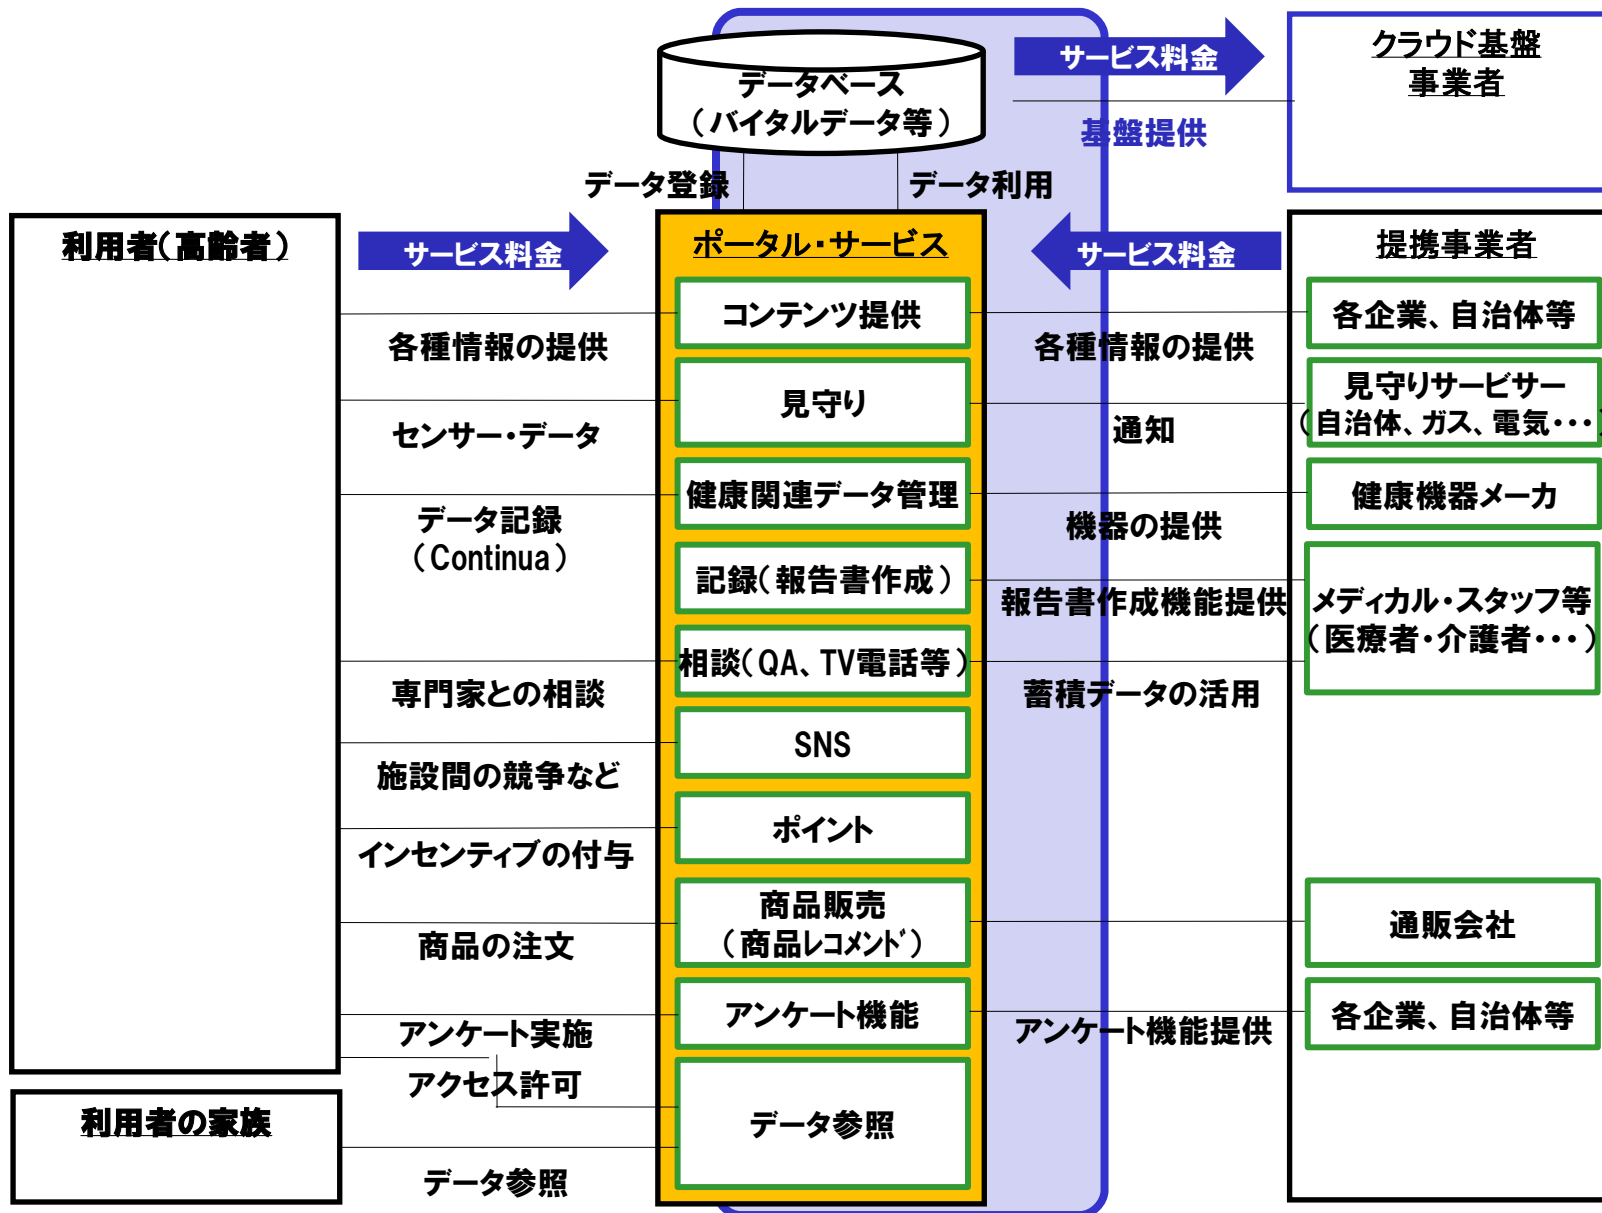 データベース
（バイタルデータ等）
サービス料金
基盤提供
クラウド基盤
事業者
データ登録
データ利用
利用者（高齢者）
サービス料金
ポータル・サービス
サービス料金
提携事業者
コンテンツ提供
各企業、自治体等
各種情報の提供
各種情報の提供
見守り
見守りサービサー
（自治体、ガス、電気・・・）
センサー・データ
通知
健康関連データ管理
健康機器メーカ
データ記録
（Continua）
機器の提供
記録（報告書作成）
報告書作成機能提供
メディカル・スタッフ等
（医療者・介護者・・・）
相談（QA、TV電話等）
専門家との相談
蓄積データの活用
SNS
施設間の競争など
ポイント
インセンティブの付与
商品販売
（商品ﾚｺﾒﾝﾄﾞ）
通販会社
商品の注文
アンケート機能
各企業、自治体等
アンケート実施
アンケート機能提供
アクセス許可
利用者の家族
データ参照
データ参照